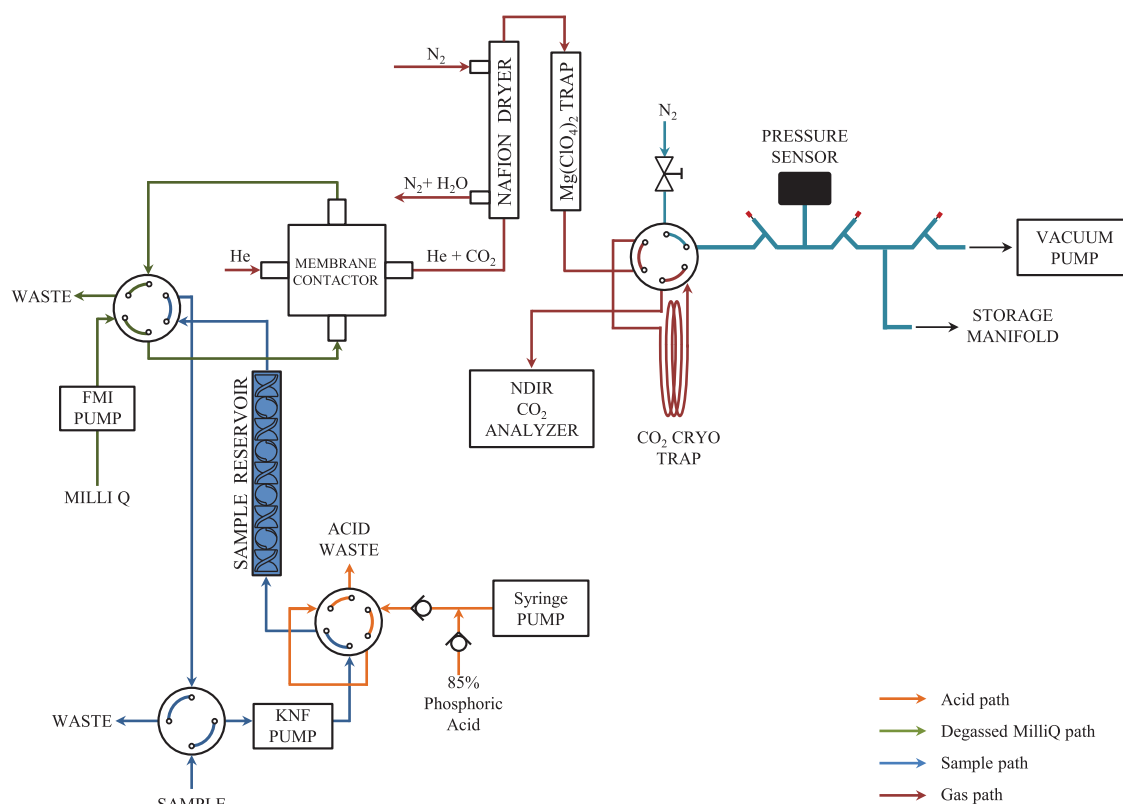 N2
NAFION DRYER
Mg(ClO4)2 TRAP
N2
PRESSURE
SENSOR
N2+ H2O
He
MEMBRANE
CONTACTOR
He + CO2
VACUUM
PUMP
WASTE
STORAGE
MANIFOLD
FMI
PUMP
NDIR
CO2
ANALYZER
CO2 CRYO
TRAP
SAMPLE RESERVOIR
MILLI Q
ACID
WASTE
Syringe
PUMP
85%
Phosphoric
Acid
WASTE
KNF
PUMP
SAMPLE
Acid path
Degassed MilliQ path
Sample path
Gas path